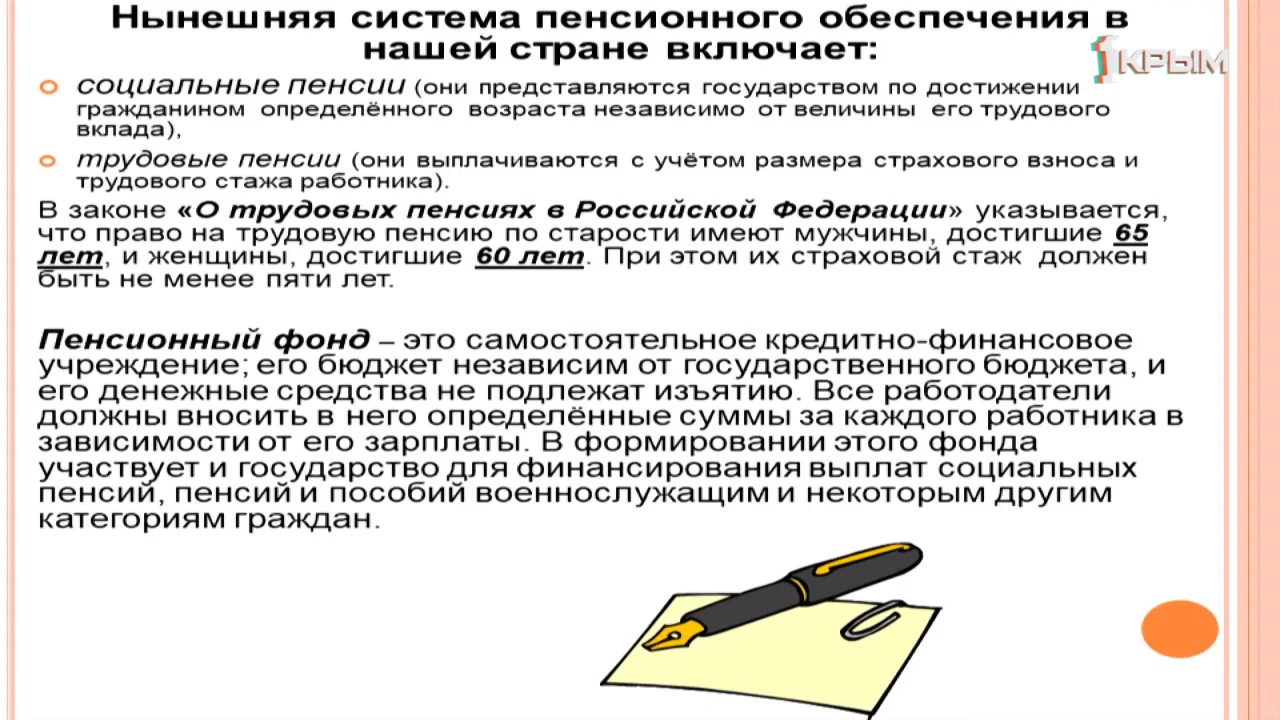 Нынешняя система пенсионного обеспечения в
нашей стране включает:
1КРЫМ
социальные пенсии (они представляются государством по достижении
гражданином определённого возраста независимо от величины его трудового
вклада),
трудовые пенсии (они выплачиваются с учётом размера страхового взноса и
трудового стажа работника).
В законе «О трудовых пенсиях в Российской Федерации» указывается,
что право на трудовую пенсию по старости имеют мужчины, достигшие 65
лет, и женщины, достигшие 60 лет. При этом их страховой стаж должен
быть не менее пяти лет.
Пенсионный фонд – это самостоятельное кредитно-финансовое
учреждение; его бюджет независим от государственного бюджета, и
его денежные средства не подлежат изъятию. Все работодатели
должны вносить в него определённые суммы за каждого работника в
зависимости от его зарплаты. В формировании этого фонда
участвует и государство для финансирования выплат социальных
пенсий, пенсий и пособий военнослужащим и некоторым другим
категориям граждан.